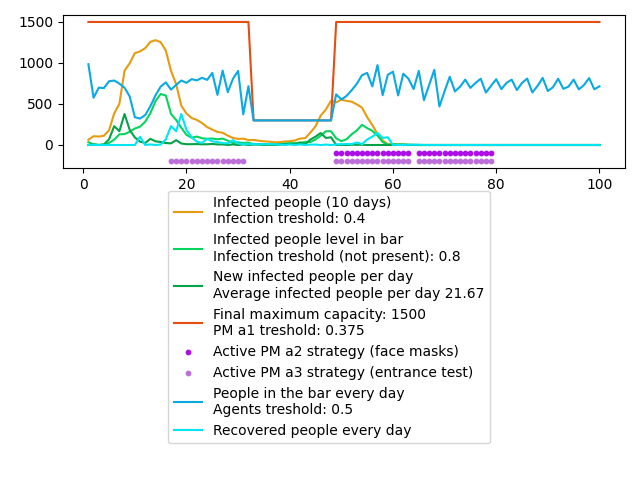 1500
1000
500
0
0 20 40 60 80 100
Infected people (10 days)
Infection treshold: 0.4
Infected people level in bar
Infection treshold (not present): 0.8
New infected people per day
Average infected people per day 21.67
Final maximum capacity: 1500
PM a1 treshold: 0.375
Active PM a2 strategy (face masks)
Active PM a3 strategy (entrance test)
People in the bar every day
Agents treshold: 0.5
Recovered people every day